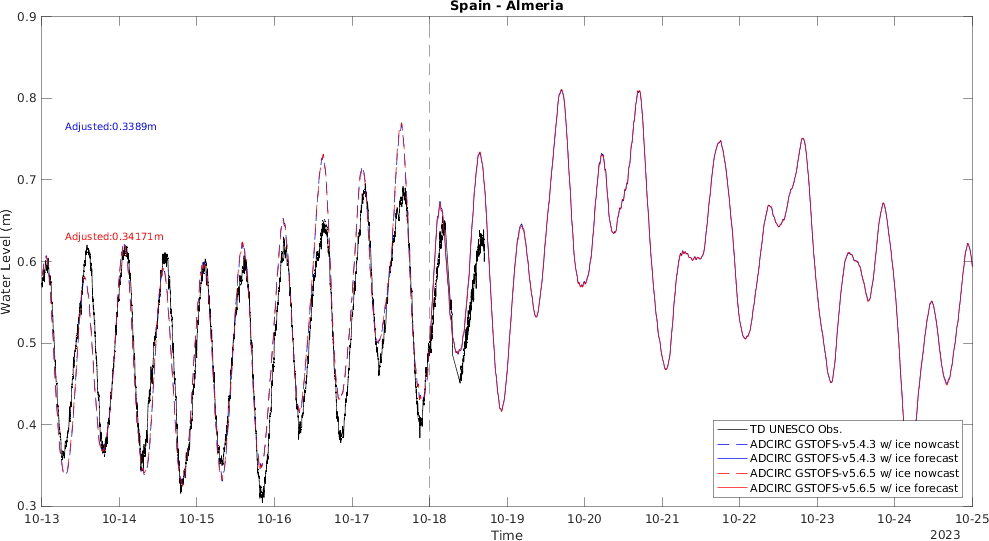 Spain - Almeria
0.9
0.8
0.7
0.6
0.5
0.4
0.3
Water Level (m)
Adjusted:0.3389m
Adjusted:0.34171m
TD UNESCO Obs.
ADCIRC GSTOFS-v5.4.3 w/ ice nowcast
ADCIRC GSTOFS-v5.4.3 w/ ice forecast
ADCIRC GSTOFS-v5.6.5 w/ ice nowcast
ADCIRC GSTOFS-v5.6.5 w/ ice forecast
10-13 10-14 10-15 10-16 10-17 10-18 10-19 10-20 10-21 10-22 10-23 10-24 10-25
Time
2023